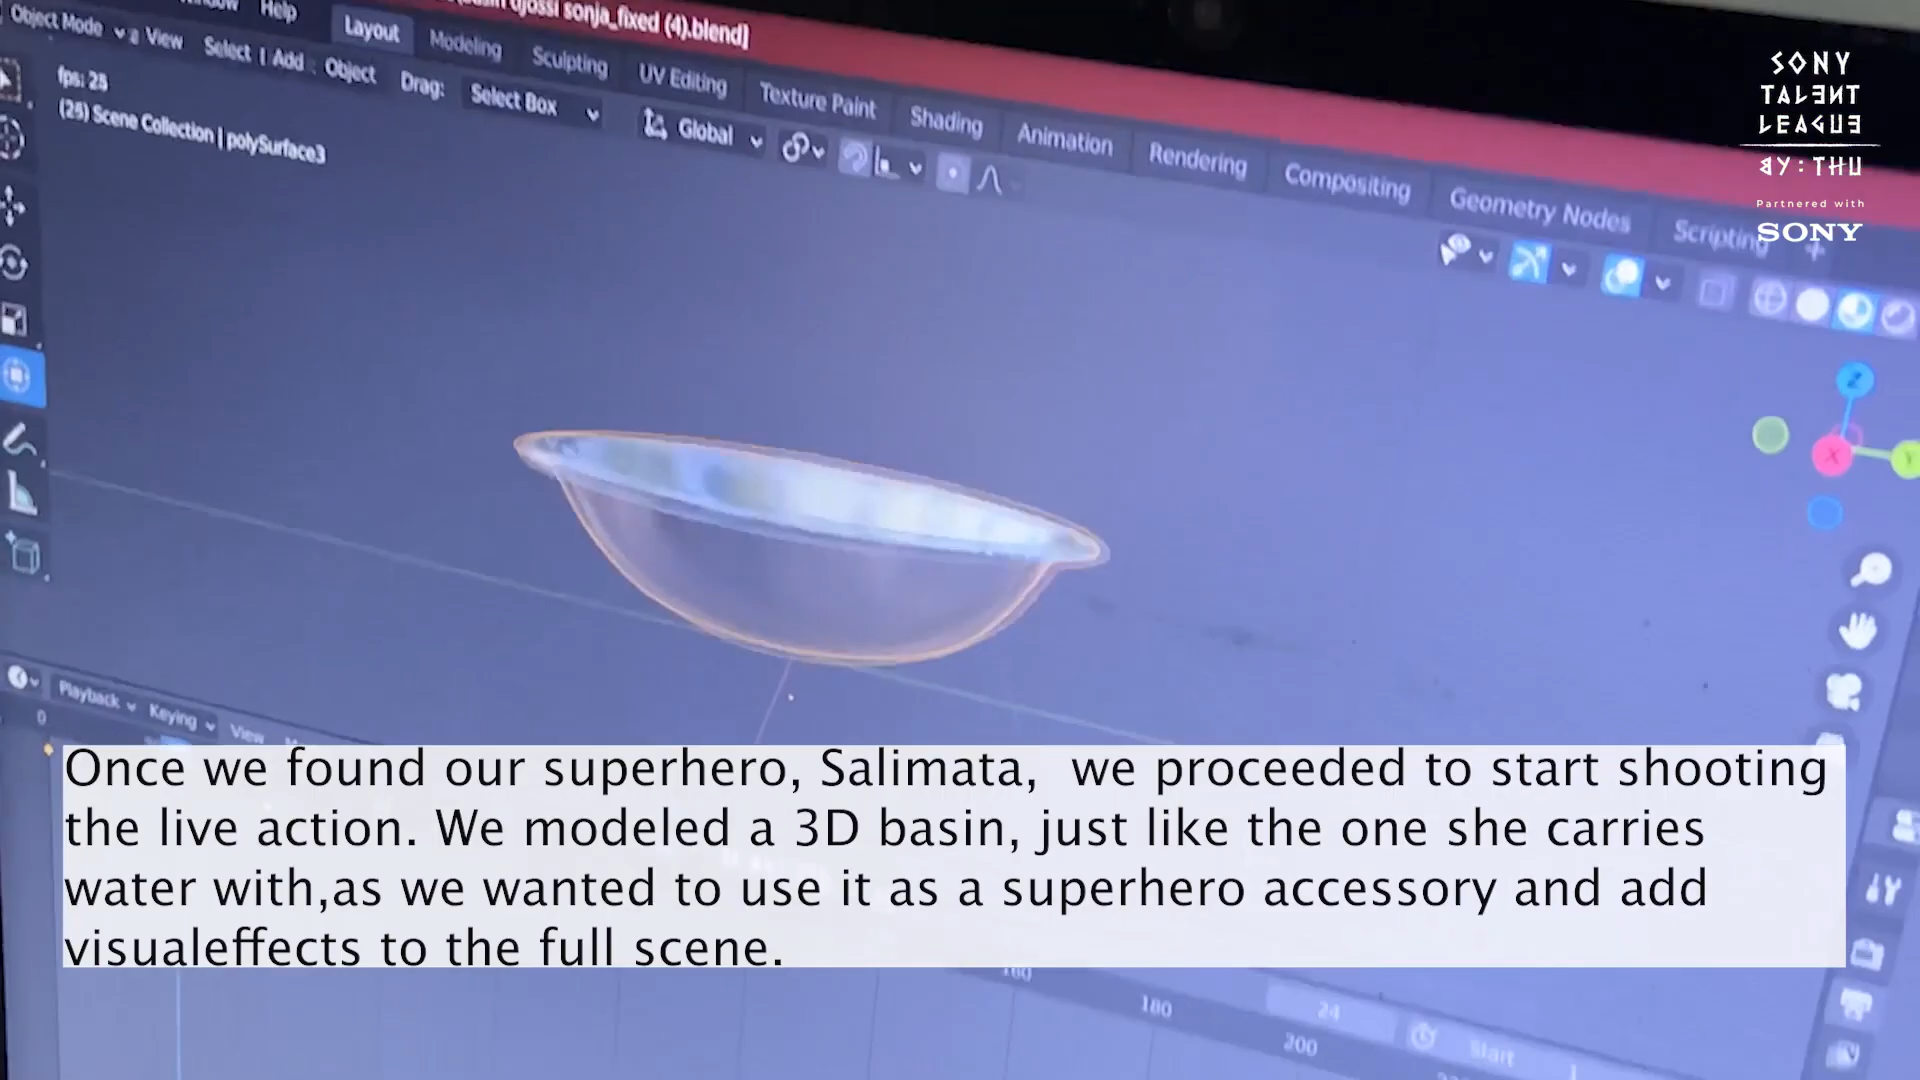 ojossi sonja_fixed (4).blend]
Help
Layout
Modeling
Sculpting
UV Editing
Texture Paint
Shading
Animation
Rendering
Compositing
Geometry Nodes
Scripting
Object Mode
View
Select
Add
Object
Drag:
Select Box
Global
fps: 25
(25) Scene Collection | polySurface3
SONY
TALENT
LEAGUE
BY:THU
Partnered with
SONY
Z
X
Y
Playback
Keying
View
0
Once we found our superhero, Salimata, we proceeded to start shooting
the live action. We modeled a 3D basin, just like the one she carries
water with,as we wanted to use it as a superhero accessory and add
visualeffects to the full scene.
160
180
200
24
Start